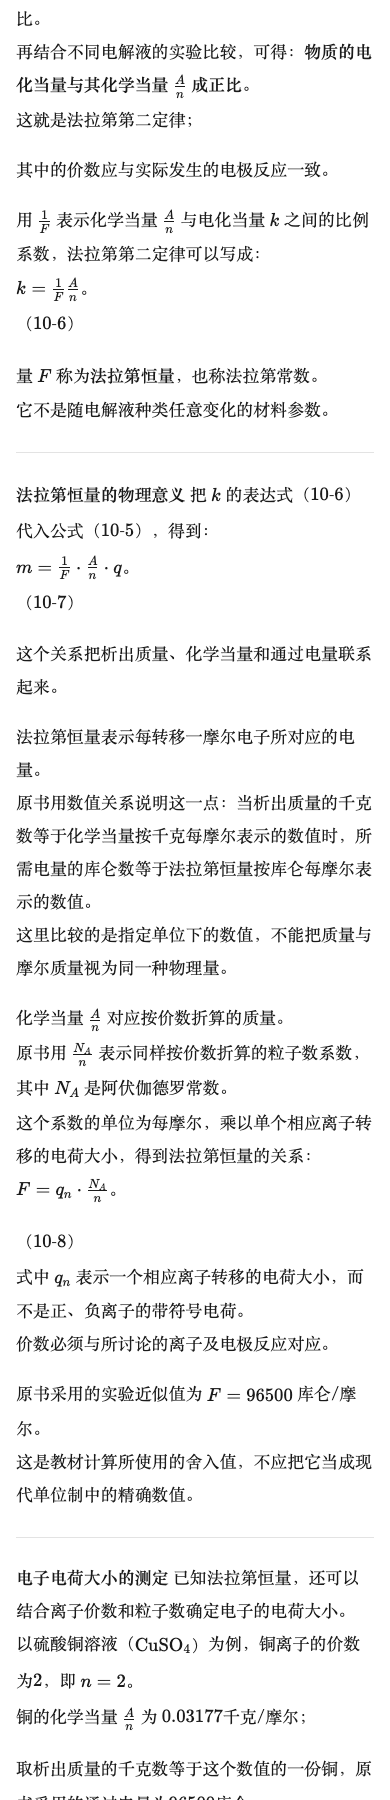 比。
再结合不同电解液的实验比较，可得：物质的电
化当量与其化学当量 A/n 成正比。
这就是法拉第第二定律；
其中的价数应与实际发生的电极反应一致。
用 1/F 表示化学当量 A/n 与电化当量 k 之间的比例
系数，法拉第第二定律可以写成：
k = 1/F A/n。
（10-6）
量 F 称为法拉第恒量，也称法拉第常数。
它不是随电解液种类任意变化的材料参数。
法拉第恒量的物理意义 把 k 的表达式（10-6）
代入公式（10-5），得到：
m = 1/F · A/n · q。
（10-7）
这个关系把析出质量、化学当量和通过电量联系
起来。
法拉第恒量表示每转移一摩尔电子所对应的电
量。
原书用数值关系说明这一点：当析出质量的千克
数等于化学当量按千克每摩尔表示的数值时，所
需电量的库仑数等于法拉第恒量按库仑每摩尔表
示的数值。
这里比较的是指定单位下的数值，不能把质量与
摩尔质量视为同一种物理量。
化学当量 A/n 对应按价数折算的质量。
原书用 N_A/n 表示同样按价数折算的粒子数系数，
其中 N_A 是阿伏伽德罗常数。
这个系数的单位为每摩尔，乘以单个相应离子转
移的电荷大小，得到法拉第恒量的关系：
F = q_n · N_A/n。
（10-8）
式中 q_n 表示一个相应离子转移的电荷大小，而
不是正、负离子的带符号电荷。
价数必须与所讨论的离子及电极反应对应。
原书采用的实验近似值为 F = 96500 库仑/摩
尔。
这是教材计算所使用的舍入值，不应把它当成现
代单位制中的精确数值。
电子电荷大小的测定 已知法拉第恒量，还可以
结合离子价数和粒子数确定电子的电荷大小。
以硫酸铜溶液（CuSO₄）为例，铜离子的价数
为2，即 n = 2。
铜的化学当量 A/n 为 0.03177千克/摩尔；
取析出质量的千克数等于这个数值的一份铜，原